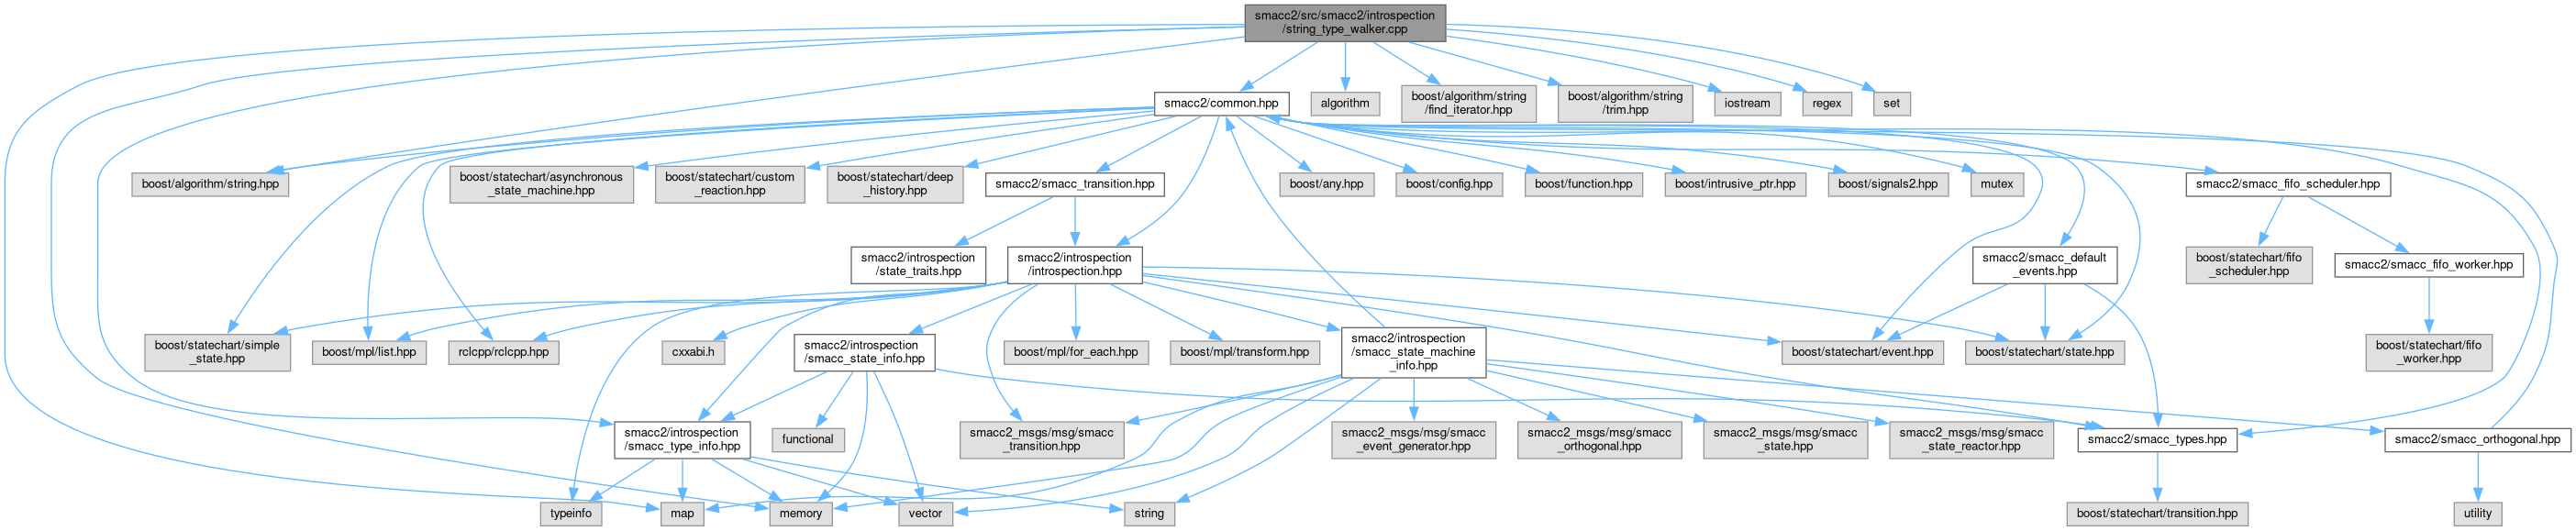 smacc2/src/smacc2/introspection
/string_type_walker.cpp
smacc2/common.hpp
algorithm
boost/algorithm/string
/find_iterator.hpp
boost/algorithm/string
/trim.hpp
iostream
regex
set
boost/algorithm/string.hpp
boost/statechart/asynchronous
_state_machine.hpp
boost/statechart/custom
_reaction.hpp
boost/statechart/deep
_history.hpp
smacc2/smacc_transition.hpp
boost/any.hpp
boost/config.hpp
boost/function.hpp
boost/intrusive_ptr.hpp
boost/signals2.hpp
mutex
smacc2/smacc_fifo_scheduler.hpp
smacc2/introspection
/state_traits.hpp
smacc2/introspection
/introspection.hpp
smacc2/smacc_default
_events.hpp
boost/statechart/fifo
_scheduler.hpp
smacc2/smacc_fifo_worker.hpp
boost/statechart/simple
_state.hpp
boost/mpl/list.hpp
rclcpp/rclcpp.hpp
cxxabi.h
smacc2/introspection
/smacc_state_info.hpp
boost/mpl/for_each.hpp
boost/mpl/transform.hpp
smacc2/introspection
/smacc_state_machine
_info.hpp
boost/statechart/event.hpp
boost/statechart/state.hpp
boost/statechart/fifo
_worker.hpp
smacc2/introspection
/smacc_type_info.hpp
functional
smacc2_msgs/msg/smacc
_transition.hpp
smacc2_msgs/msg/smacc
_event_generator.hpp
smacc2_msgs/msg/smacc
_orthogonal.hpp
smacc2_msgs/msg/smacc
_state.hpp
smacc2_msgs/msg/smacc
_state_reactor.hpp
smacc2/smacc_types.hpp
smacc2/smacc_orthogonal.hpp
typeinfo
map
memory
vector
string
boost/statechart/transition.hpp
utility